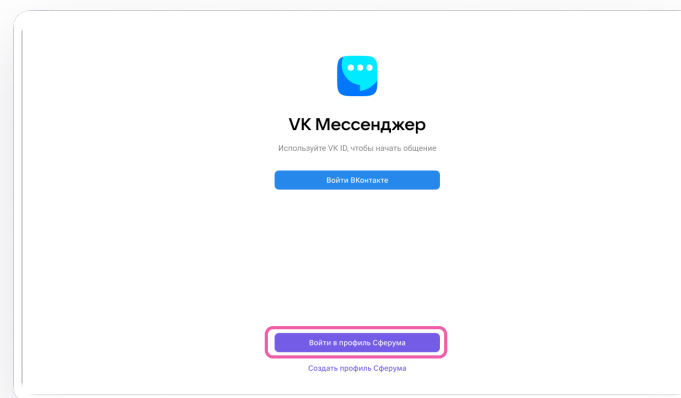 VK Мессенджер
Используйте VK ID, чтобы начать общение
Войти ВКонтакте
Войти в профиль Сферума
Создать профиль Сферума